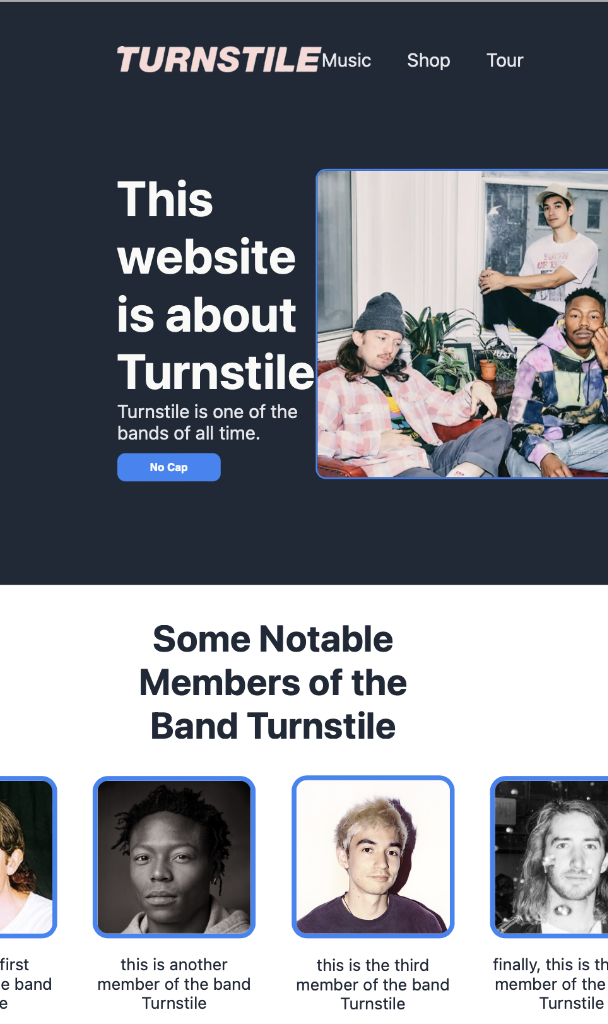 TURNSTILE Music Shop Tour
This
website
is about
Turnstile
Turnstile is one of the
bands of all time.
No Cap
Some Notable
Members of the
Band Turnstile
first
e band
e
this is another
member of the band
Turnstile
this is the third
member of the band
Turnstile
finally, this is th
member of the b
Turnstile